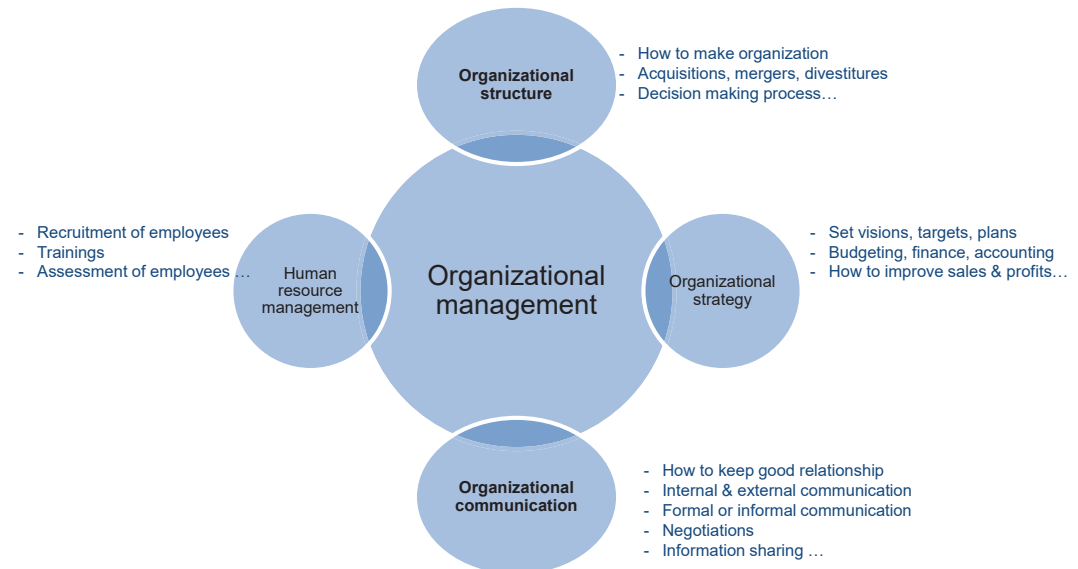 Organizational
structure
- How to make organization
- Acquisitions, mergers, divestitures
- Decision making process…
- Recruitment of employees
- Trainings
- Assessment of employees …
Human
resource
management
Organizational
management
Organizational
strategy
- Set visions, targets, plans
- Budgeting, finance, accounting
- How to improve sales & profits…
Organizational
communication
- How to keep good relationship
- Internal & external communication
- Formal or informal communication
- Negotiations
- Information sharing …